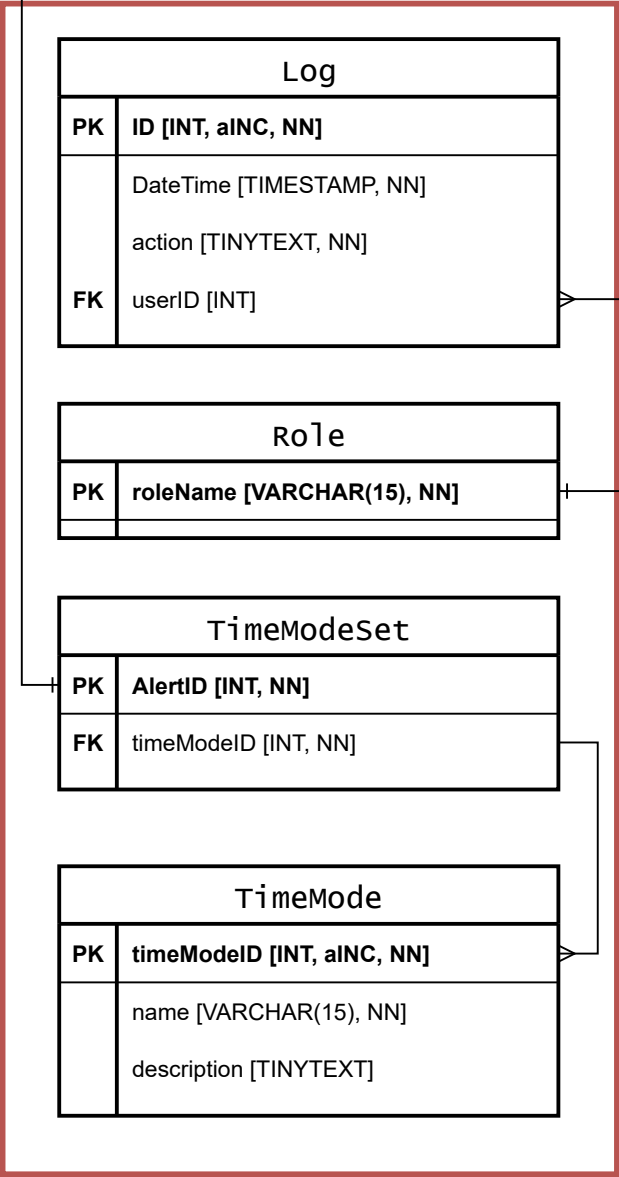 Log
PK ID [INT, aINC, NN]
DateTime [TIMESTAMP, NN]
action [TINYTEXT, NN]
FK userID [INT]
Role
PK roleName [VARCHAR(15), NN]
TimeModeSet
PK AlertID [INT, NN]
FK timeModeID [INT, NN]
TimeMode
PK timeModeID [INT, aINC, NN]
name [VARCHAR(15), NN]
description [TINYTEXT]